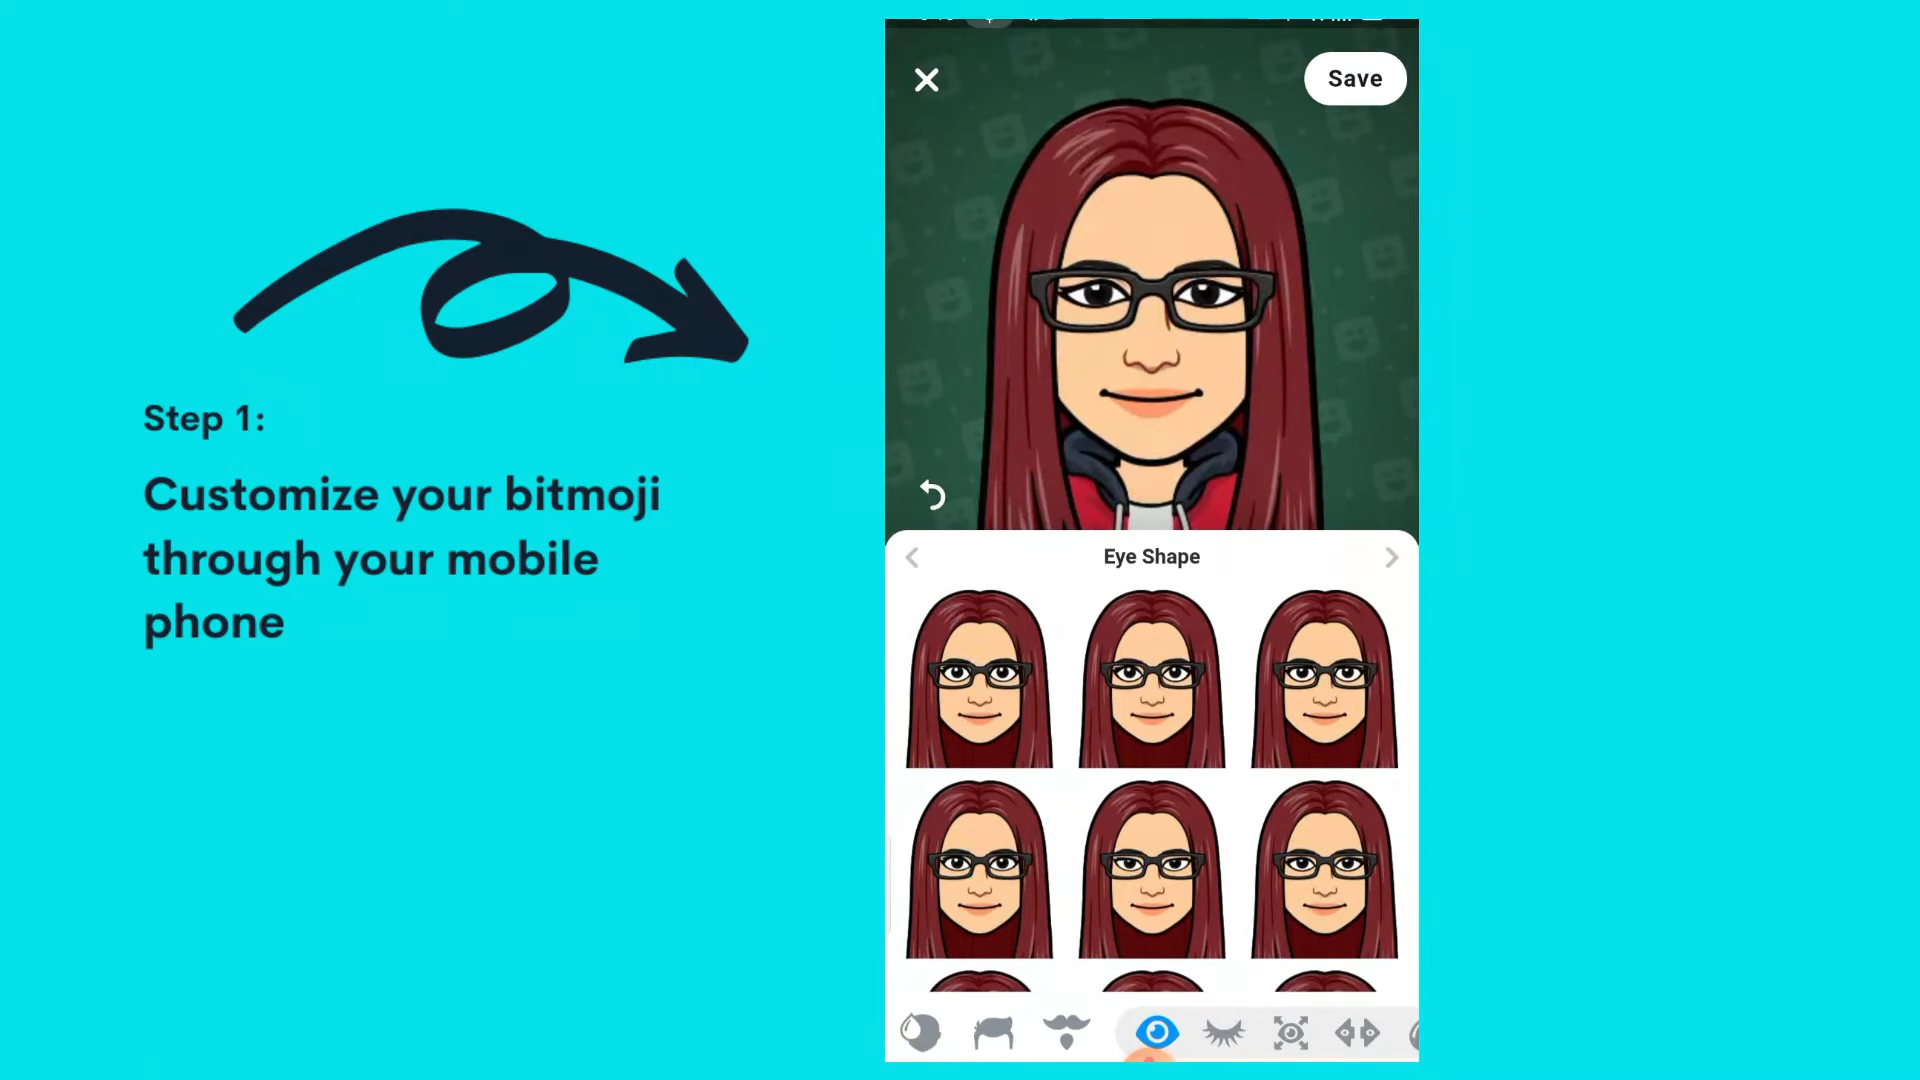 Save
Step 1:
Customize your bitmoji
through your mobile
phone
Eye Shape